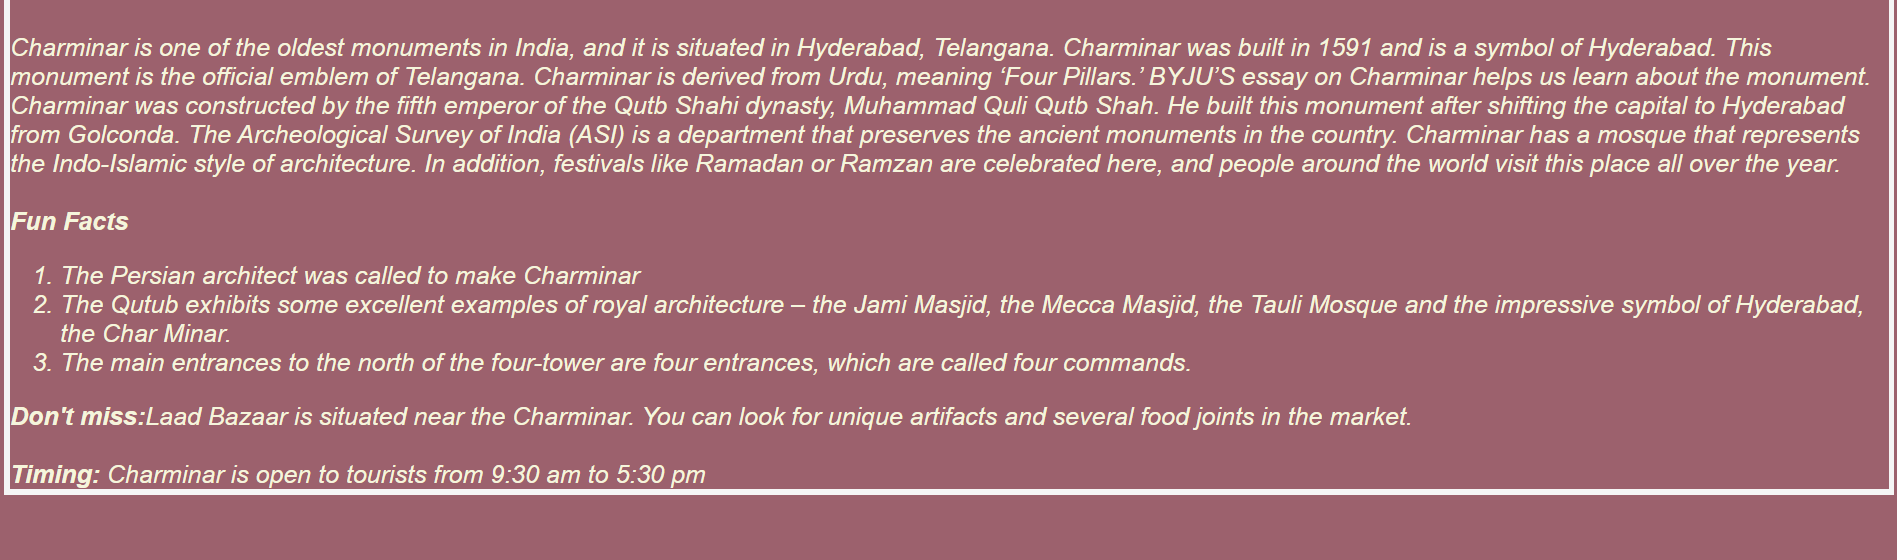 Charminar is one of the oldest monuments in India, and it is situated in Hyderabad, Telangana. Charminar was built in 1591 and is a symbol of Hyderabad. This
monument is the official emblem of Telangana. Charminar is derived from Urdu, meaning ‘Four Pillars.’ BYJU’S essay on Charminar helps us learn about the monument.
Charminar was constructed by the fifth emperor of the Qutb Shahi dynasty, Muhammad Quli Qutb Shah. He built this monument after shifting the capital to Hyderabad
from Golconda. The Archeological Survey of India (ASI) is a department that preserves the ancient monuments in the country. Charminar has a mosque that represents
the Indo-Islamic style of architecture. In addition, festivals like Ramadan or Ramzan are celebrated here, and people around the world visit this place all over the year.
Fun Facts
1. The Persian architect was called to make Charminar
2. The Qutub exhibits some excellent examples of royal architecture – the Jami Masjid, the Mecca Masjid, the Tauli Mosque and the impressive symbol of Hyderabad,
the Char Minar.
3. The main entrances to the north of the four-tower are four entrances, which are called four commands.
Don't miss:Laad Bazaar is situated near the Charminar. You can look for unique artifacts and several food joints in the market.
Timing: Charminar is open to tourists from 9:30 am to 5:30 pm